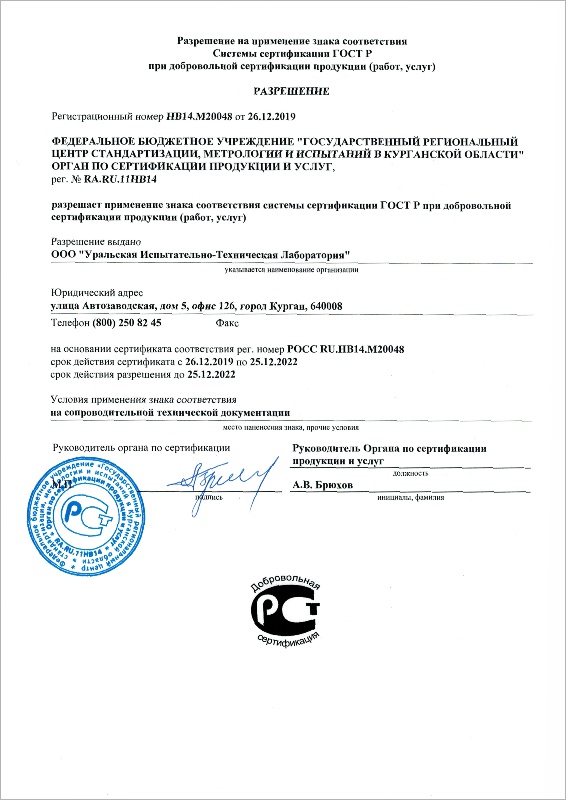 Разрешение на применение знака соответствия
Системы сертификации ГОСТ Р
при добровольной сертификации продукции (работ, услуг)
РАЗРЕШЕНИЕ
Регистрационный номер НВ14.М20048 от 26.12.2019
ФЕДЕРАЛЬНОЕ БЮДЖЕТНОЕ УЧРЕЖДЕНИЕ "ГОСУДАРСТВЕННЫЙ РЕГИОНАЛЬНЫЙ
ЦЕНТР СТАНДАРТИЗАЦИИ, МЕТРОЛОГИИ И ИСПЫТАНИЙ В КУРГАНСКОЙ ОБЛАСТИ"
ОРГАН ПО СЕРТИФИКАЦИИ ПРОДУКЦИИ И УСЛУГ,
рег. № RA.RU.11НВ14
разрешает применение знака соответствия системы сертификации ГОСТ Р при добровольной
сертификации продукции (работ, услуг)
Разрешение выдано
ООО "Уральская Испытательно-Техническая Лаборатория"
указывается наименование организации
Юридический адрес
улица Автозаводская, дом 5, офис 126, город Курган, 640008
Телефон (800) 250 82 45 Факс
на основании сертификата соответствия рег. номер РОСС RU.НВ14.М20048
срок действия сертификата с 26.12.2019 по 25.12.2022
срок действия разрешения до 25.12.2022
Условия применения знака соответствия
на сопроводительной технической документации
место нанесения знака, прочие условия
Руководитель органа по сертификации
Руководитель Органа по сертификации
продукции и услуг
должность
М.П.
подпись
А.В. Брюхов
инициалы, фамилия
Федеральное бюджетное учреждение «Государственный региональный центр
стандартизации, метрологии и испытаний в Курганской области»
Орган по сертификации продукции и услуг
RA.RU.11НВ14
РСТ
Добровольная
РСТ
сертификация